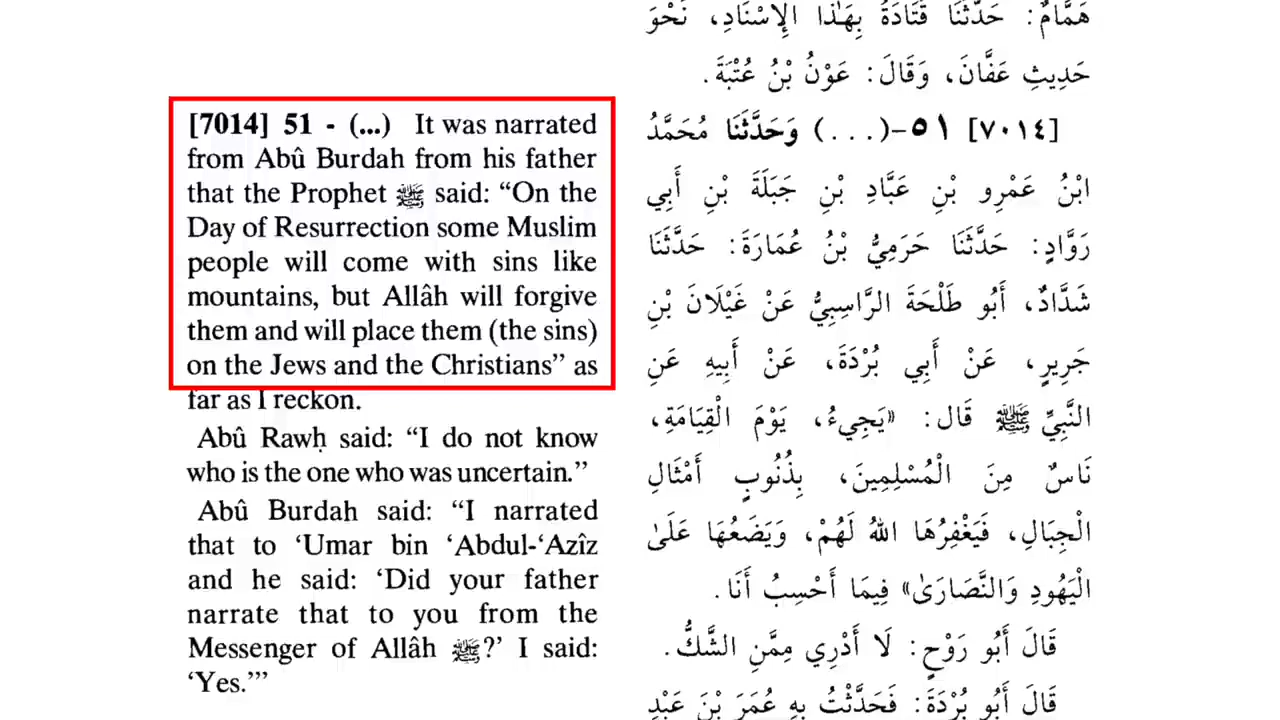 [7014] 51 - (...) It was narrated
from Abû Burdah from his father
that the Prophet ﷺ said: “On the
Day of Resurrection some Muslim
people will come with sins like
mountains, but Allâh will forgive
them and will place them (the sins)
on the Jews and the Christians” as
far as I reckon.
Abû Rawḥ said: “I do not know
who is the one who was uncertain.”
Abû Burdah said: “I narrated
that to ‘Umar bin ‘Abdul-‘Azîz
and he said: ‘Did your father
narrate that to you from the
Messenger of Allâh ﷺ?’ I said:
‘Yes.’”
هَمَّامٌ: حَدَّثَنَا قَتَادَةُ بِهَٰذَا الْإِسْنَادِ، نَحْوَ
حَدِيثِ عَفَّانَ، وَقَالَ: عَوْنُ بْنُ عُتْبَةَ.
[٧٠١٤] ٥١-(...) وَحَدَّثَنَا مُحَمَّدُ
ابْنُ عَمْرِو بْنِ عَبَّادِ بْنِ جَبَلَةَ بْنِ أَبِي
رَوَّادٍ: حَدَّثَنَا حَرَمِيُّ بْنُ عُمَارَةَ: حَدَّثَنَا
شَدَّادٌ، أَبُو طَلْحَةَ الرَّاسِبِيُّ عَنْ غَيْلَانَ بْنِ
جَرِيرٍ، عَنْ أَبِي بُرْدَةَ، عَنْ أَبِيهِ عَنِ
النَّبِيِّ ﷺ قَالَ: «يَجِيءُ، يَوْمَ الْقِيَامَةِ،
نَاسٌ مِنَ الْمُسْلِمِينَ، بِذُنُوبٍ أَمْثَالِ
الْجِبَالِ، فَيَغْفِرُهَا اللهُ لَهُمْ، وَيَضَعُهَا عَلَىٰ
الْيَهُودِ وَالنَّصَارَىٰ» فِيمَا أَحْسِبُ أَنَا.
قَالَ أَبُو رَوْحٍ: لَا أَدْرِي مِمَّنِ الشَّكُّ.
قَالَ أَبُو بُرْدَةَ: فَحَدَّثْتُ بِهِ عُمَرَ بْنَ عَبْدِ